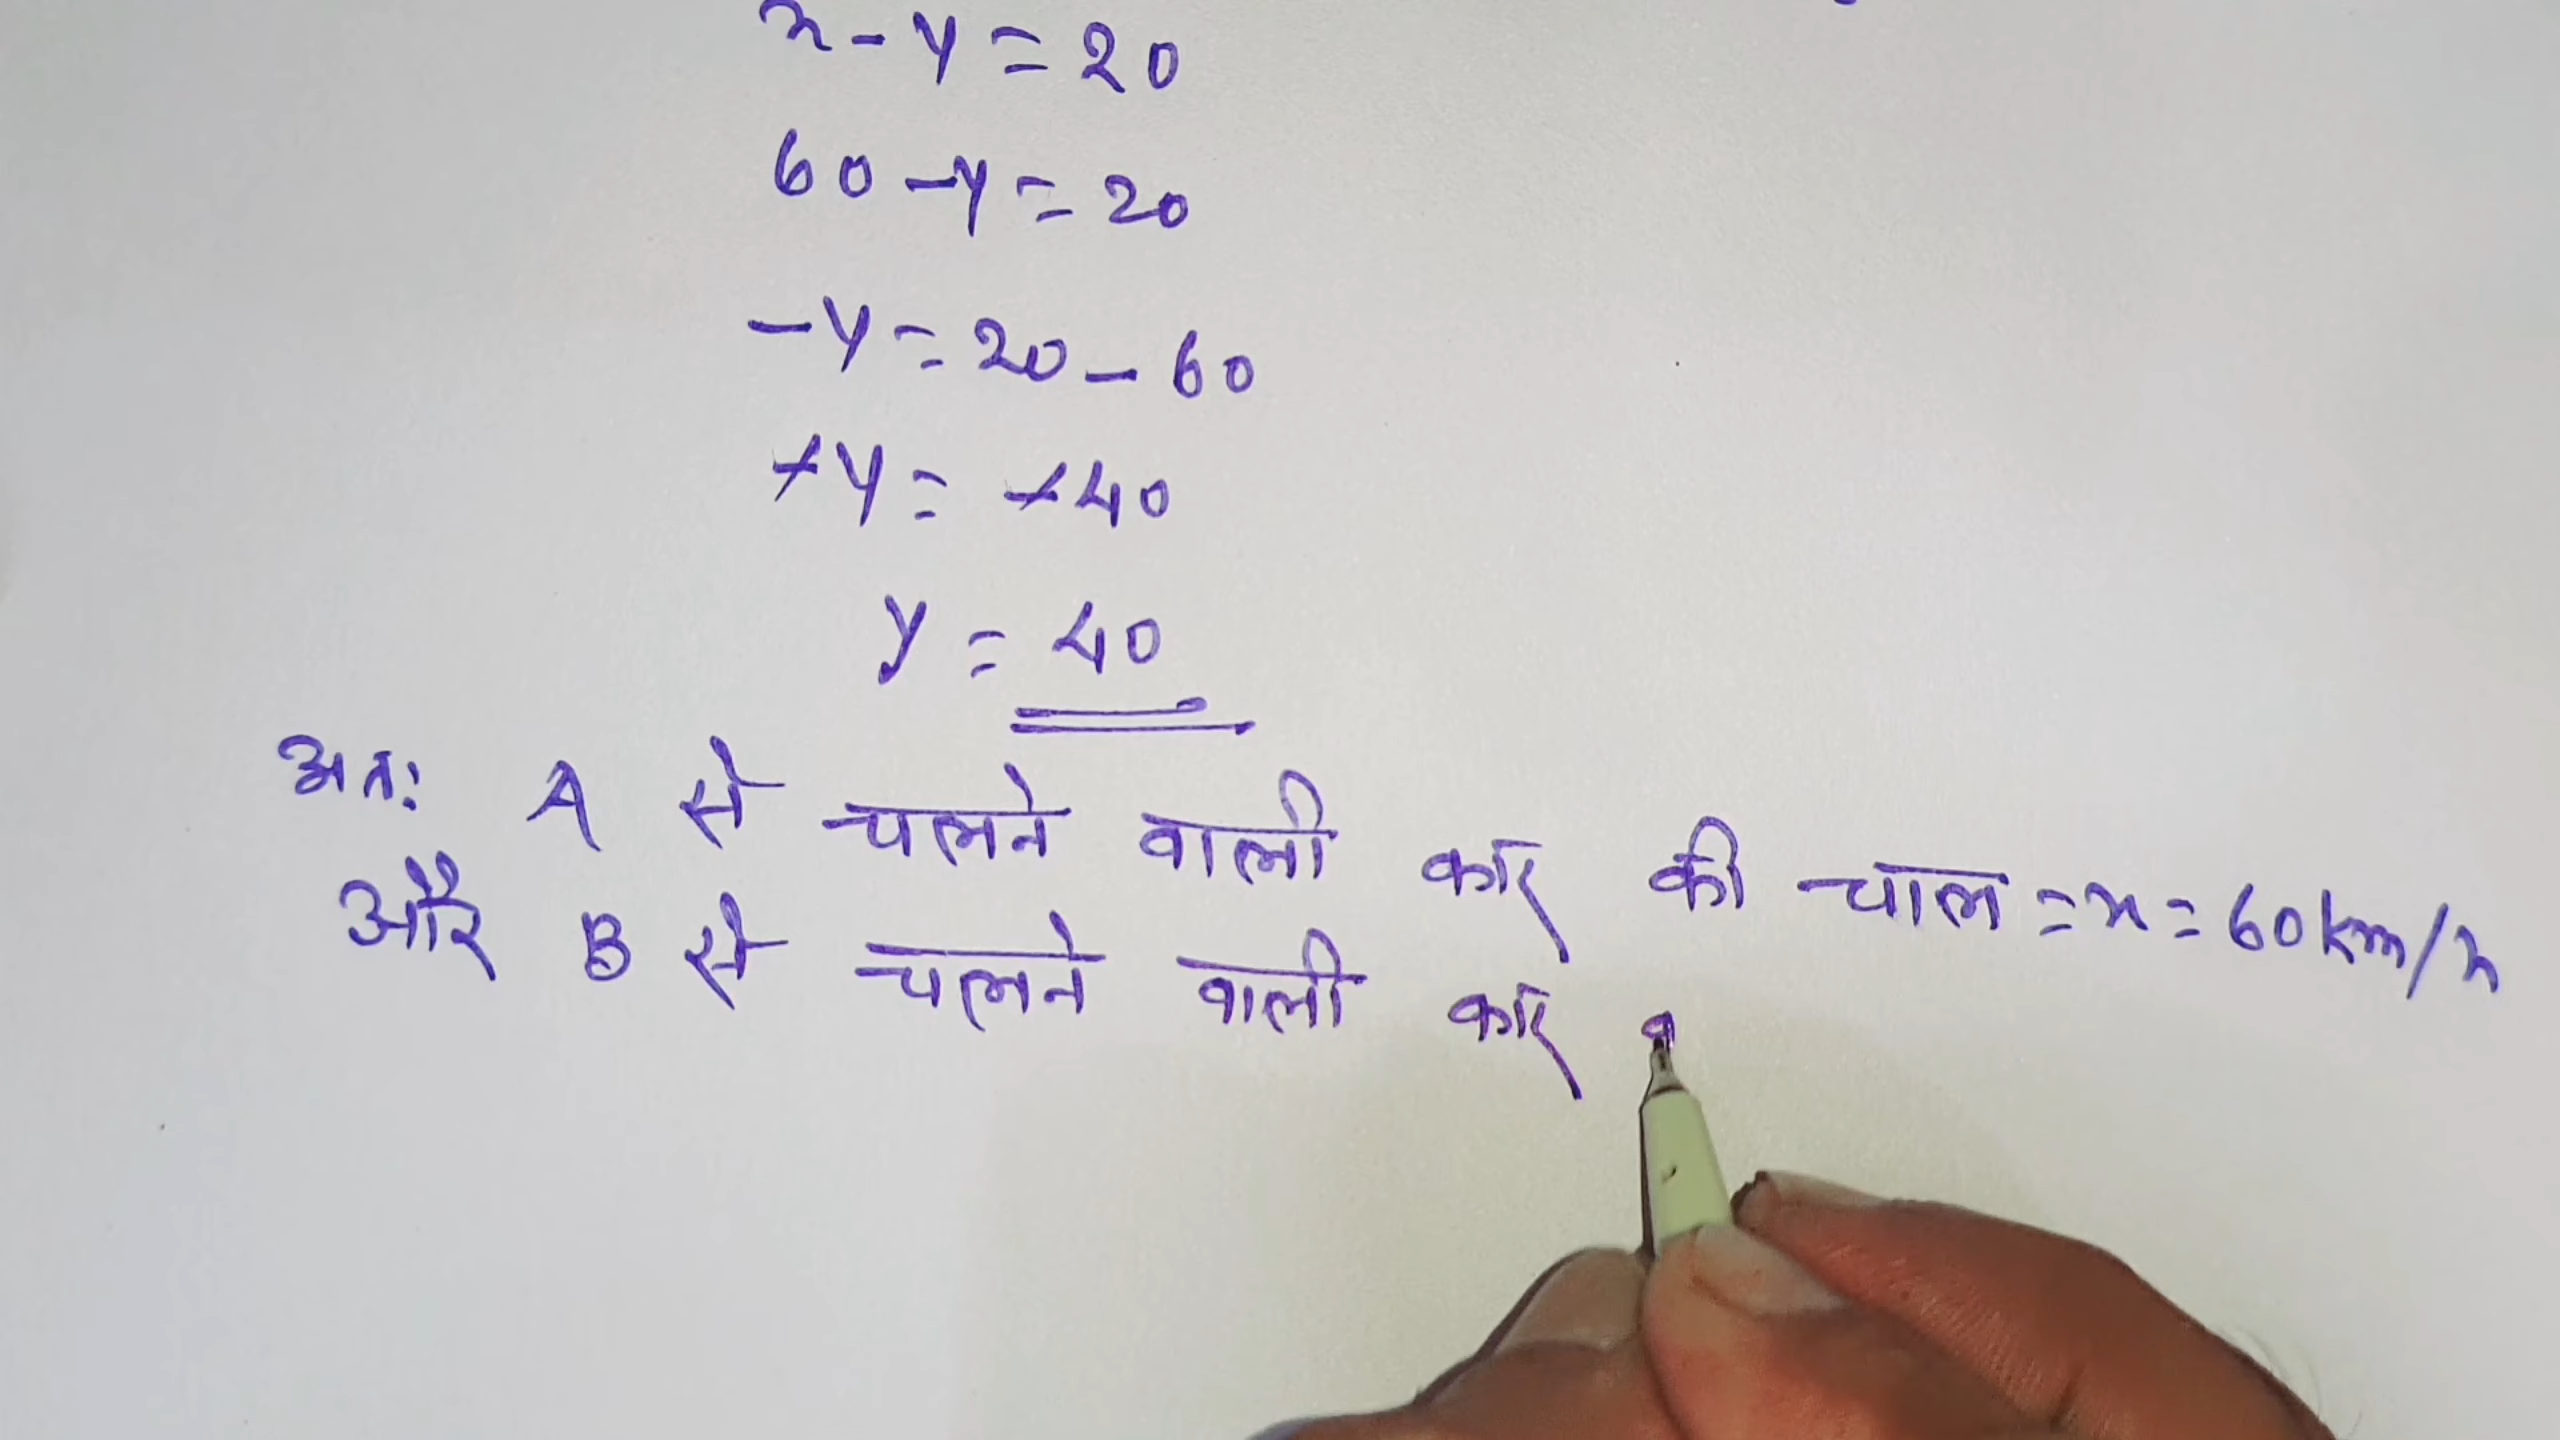 x - y = 20
60 - y = 20
- y = 20 - 60
- y = - 40
y = 40
अतः A से चलने वाली कार की चाल = x = 60 km/h
और B से चलने वाली कार